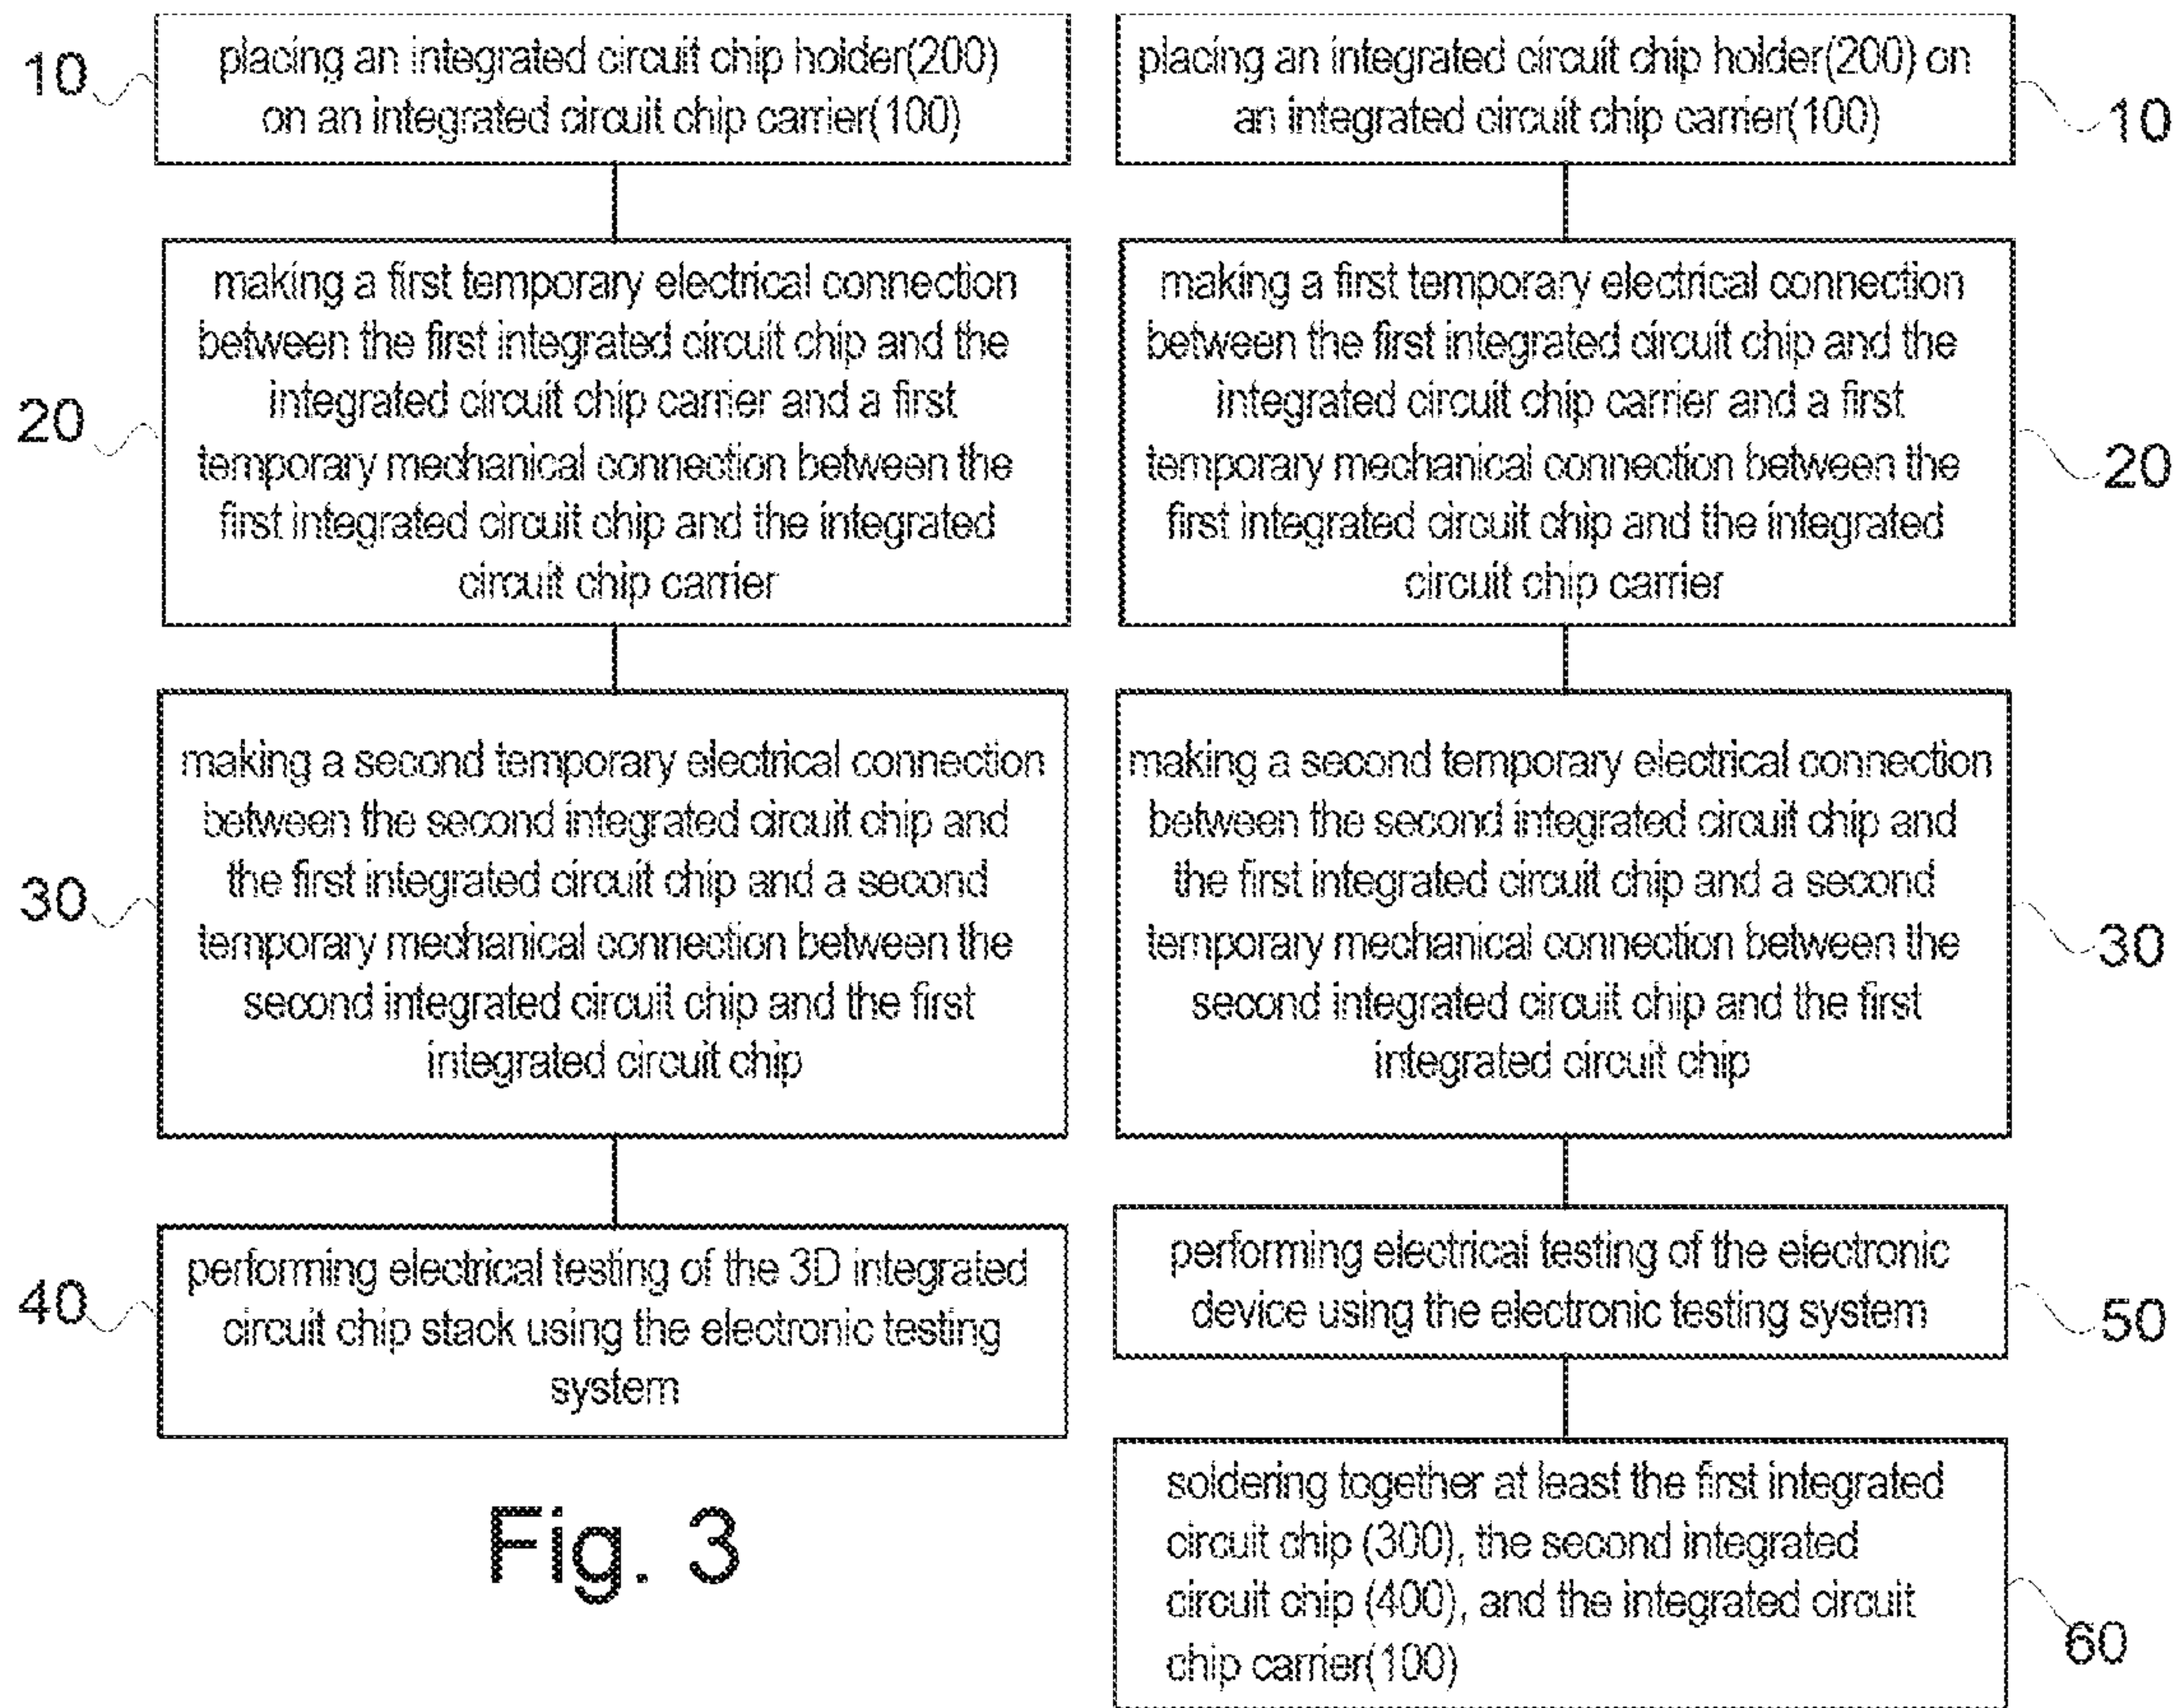 10
placing an integrated circuit chip holder(200)
on an integrated circuit chip carrier(100)
20
making a first temporary electrical connection
between the first integrated circuit chip and the
integrated circuit chip carrier and a first
temporary mechanical connection between the
first integrated circuit chip and the integrated
circuit chip carrier
30
making a second temporary electrical connection
between the second integrated circuit chip and
the first integrated circuit chip and a second
temporary mechanical connection between the
second integrated circuit chip and the first
integrated circuit chip
40
performing electrical testing of the 3D integrated
circuit chip stack using the electronic testing
system
Fig. 3
placing an integrated circuit chip holder(200) on
an integrated circuit chip carrier(100)
10
making a first temporary electrical connection
between the first integrated circuit chip and the
integrated circuit chip carrier and a first
temporary mechanical connection between the
first integrated circuit chip and the integrated
circuit chip carrier
20
making a second temporary electrical connection
between the second integrated circuit chip and
the first integrated circuit chip and a second
temporary mechanical connection between the
second integrated circuit chip and the first
integrated circuit chip
30
performing electrical testing of the electronic
device using the electronic testing system
50
soldering together at least the first integrated
circuit chip (300), the second integrated
circuit chip (400), and the integrated circuit
chip carrier(100)
60